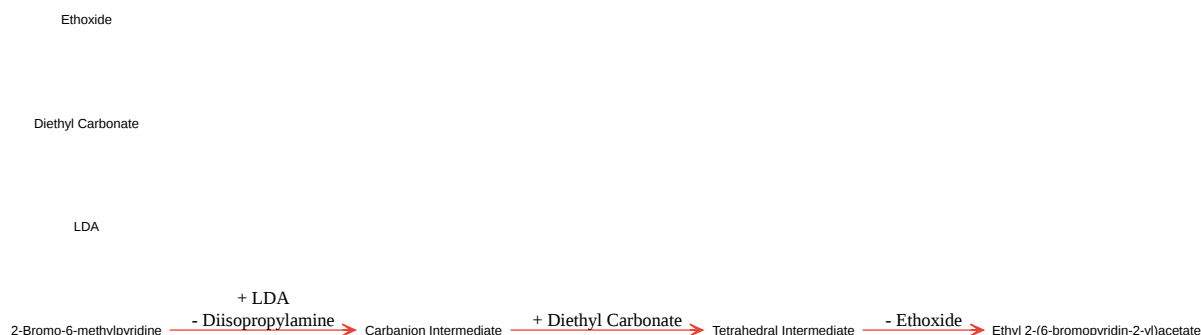 Ethoxide
Diethyl Carbonate
LDA
+ LDA
- Diisopropylamine
+ Diethyl Carbonate
- Ethoxide
2-Bromo-6-methylpyridine
Carbanion Intermediate
Tetrahedral Intermediate
Ethyl 2-(6-bromopyridin-2-yl)acetate